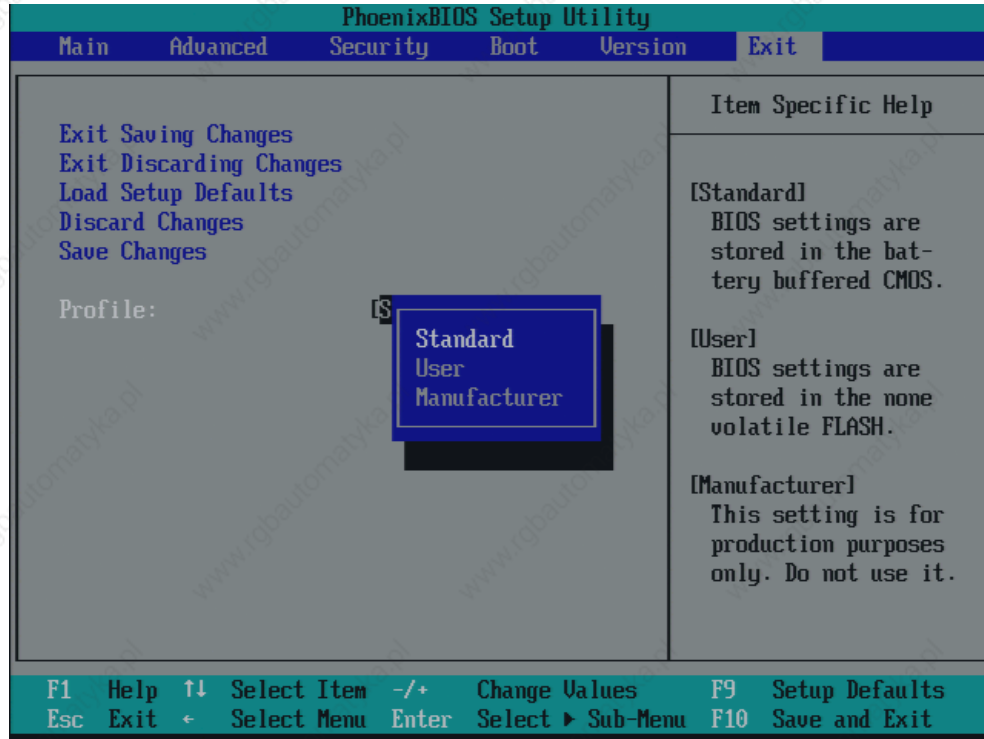 PhoenixBIOS Setup Utility
Main Advanced Security Boot Version Exit
Item Specific Help
Exit Saving Changes
Exit Discarding Changes
Load Setup Defaults
Discard Changes
Save Changes
Profile: [S
Standard
User
Manufacturer
[Standard]
BIOS settings are
stored in the bat-
tery buffered CMOS.
[User]
BIOS settings are
stored in the none
volatile FLASH.
[Manufacturer]
This setting is for
production purposes
only. Do not use it.
F1 Help ↑↓ Select Item -/+ Change Values F9 Setup Defaults
Esc Exit ← Select Menu Enter Select ▶ Sub-Menu F10 Save and Exit
www.rgbautomatyka.pl